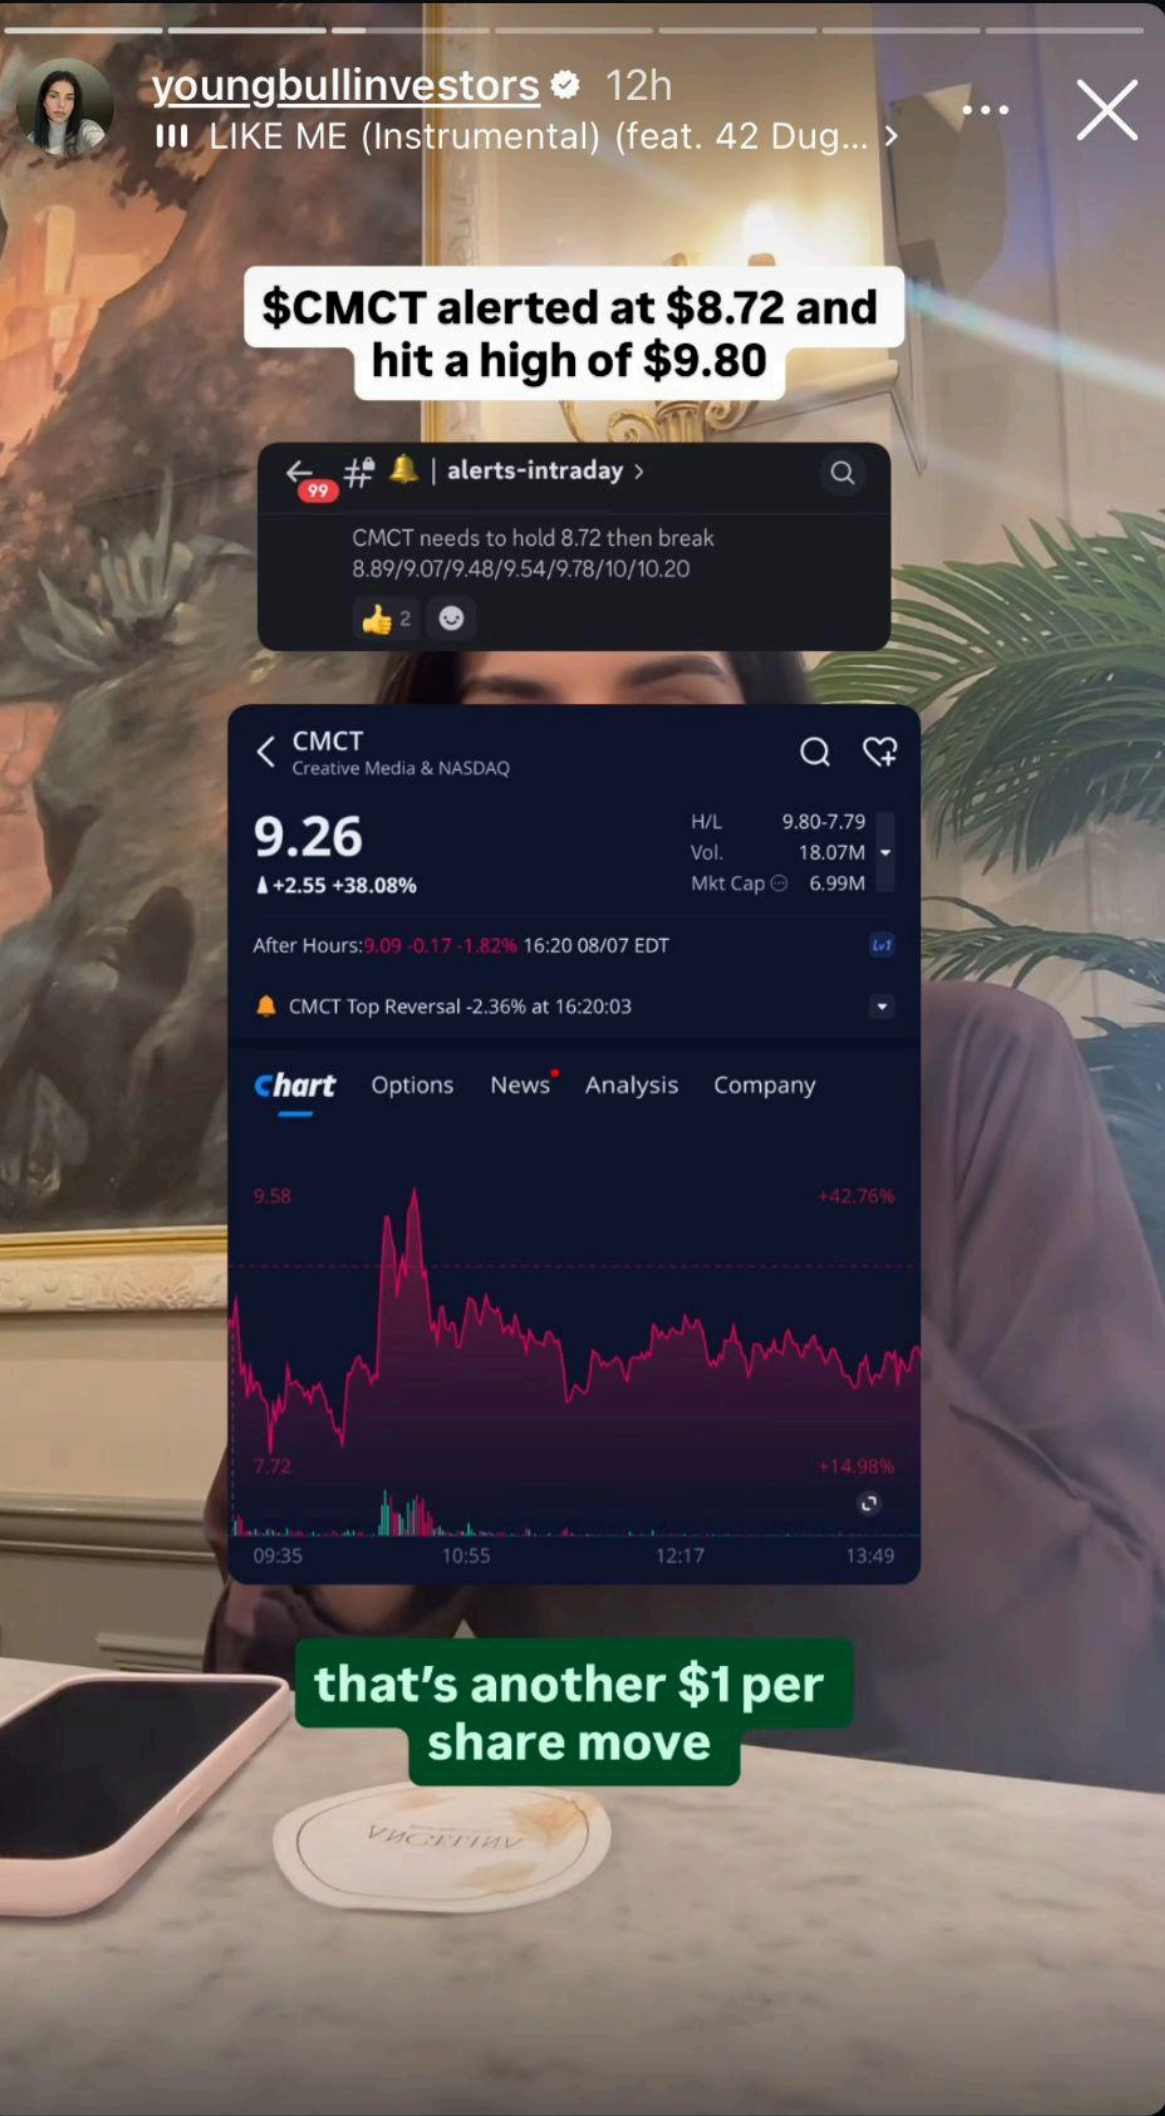 youngbullinvestors 12h
LIKE ME (Instrumental) (feat. 42 Dug... >
$CMCT alerted at $8.72 and
hit a high of $9.80
99 # | alerts-intraday >
CMCT needs to hold 8.72 then break
8.89/9.07/9.48/9.54/9.78/10/10.20
2
CMCT
Creative Media & NASDAQ
9.26
+2.55 +38.08%
H/L 9.80-7.79
Vol. 18.07M
Mkt Cap 6.99M
After Hours:9.09 -0.17 -1.82% 16:20 08/07 EDT
Lv1
CMCT Top Reversal -2.36% at 16:20:03
Chart Options News Analysis Company
9.58 +42.76%
7.72 +14.98%
09:35 10:55 12:17 13:49
that's another $1 per
share move
ANGELINA